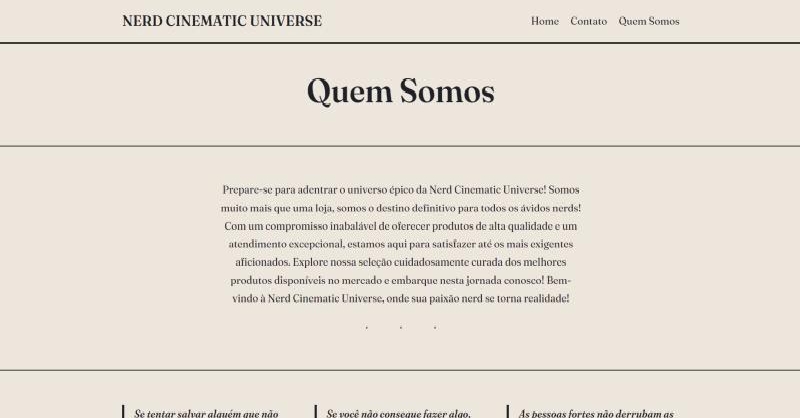 NERD CINEMATIC UNIVERSE
Home Contato Quem Somos
Quem Somos
Prepare-se para adentrar o universo épico da Nerd Cinematic Universe! Somos
muito mais que uma loja, somos o destino definitivo para todos os ávidos nerds!
Com um compromisso inabalável de oferecer produtos de alta qualidade e um
atendimento excepcional, estamos aqui para satisfazer até os mais exigentes
aficionados. Explore nossa seleção cuidadosamente curada dos melhores
produtos disponíveis no mercado e embarque nesta jornada conosco! Bem-
vindo à Nerd Cinematic Universe, onde sua paixão nerd se torna realidade!
. . .
Se tentar salvar alguém que não
Se você não consegue fazer algo,
As pessoas fortes não derrubam as